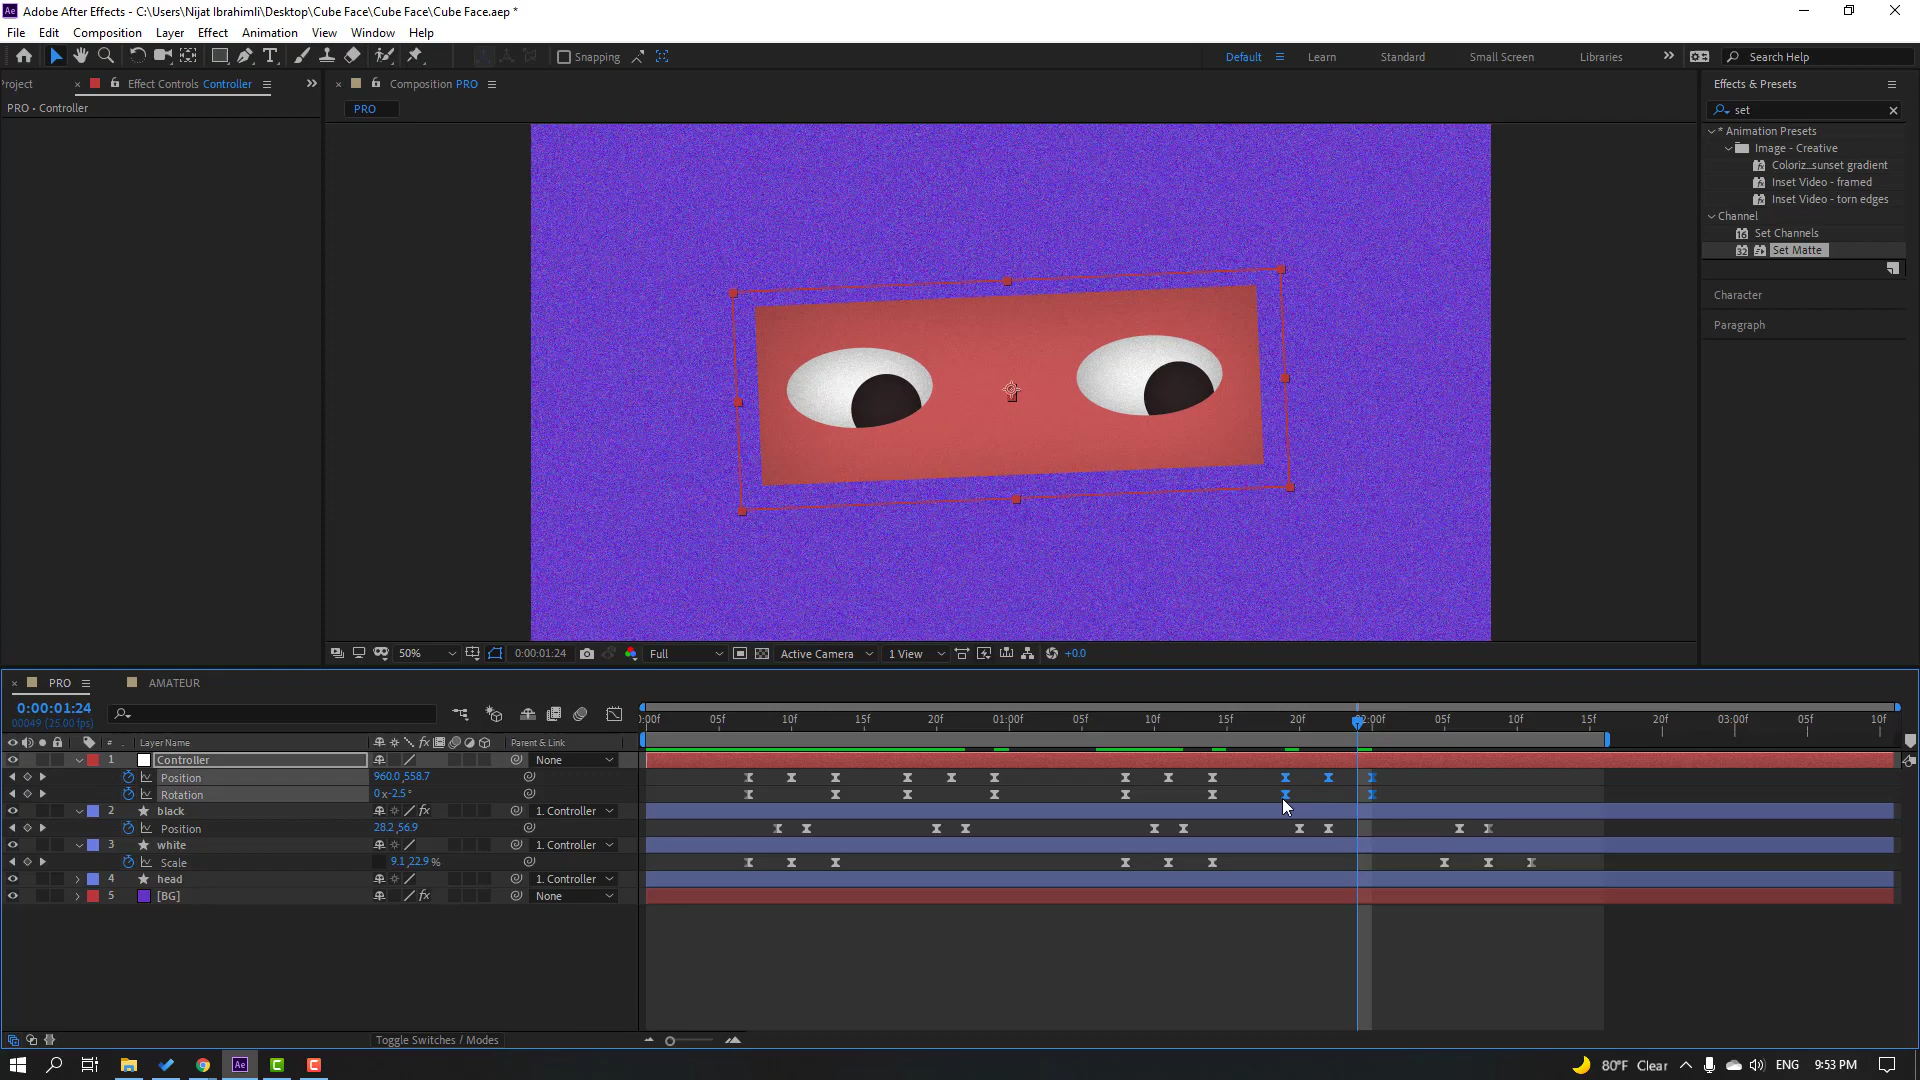 Adobe After Effects - C:\Users\Nijat Ibrahimli\Desktop\Cube Face\Cube Face\Cube Face.aep *
File Edit Composition Layer Effect Animation View Window Help
Snapping
Default Learn Standard Small Screen Libraries Search Help
roject Effect Controls Controller
Composition PRO
Effects & Presets
PRO • Controller
PRO
set
* Animation Presets
Image - Creative
Coloriz...sunset gradient
Inset Video - framed
Inset Video - torn edges
Channel
Set Channels
Set Matte
Character
Paragraph
50% 0:00:01:24 Full Active Camera 1 View +0.0
PRO AMATEUR
0:00:01:24
00049 (25.00 fps)
):00f 05f 10f 15f 20f 01:00f 05f 10f 15f 20f 02:00f 05f 10f 15f 20f 03:00f 05f 10f
# Layer Name Parent & Link
1 Controller None
Position 960.0,558.7
Rotation 0x-2.5°
2 black 1. Controller
Position 28.2,56.9
3 white 1. Controller
Scale 9.1,22.9%
4 head 1. Controller
5 [BG] None
Toggle Switches / Modes
80°F Clear ENG 9:53 PM